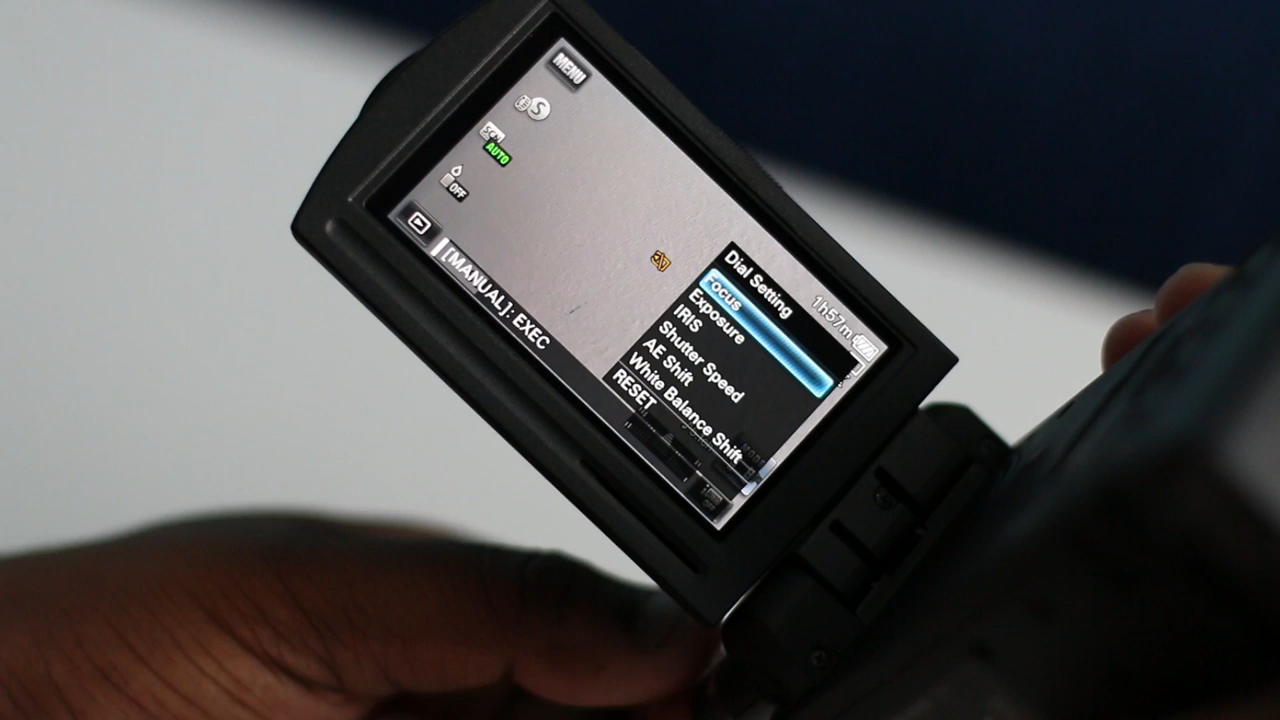 MENU
S
SCN
AUTO
OFF
[MANUAL]: EXEC
1h57m
Dial Setting
Focus
Exposure
IRIS
Shutter Speed
AE Shift
White Balance Shift
RESET